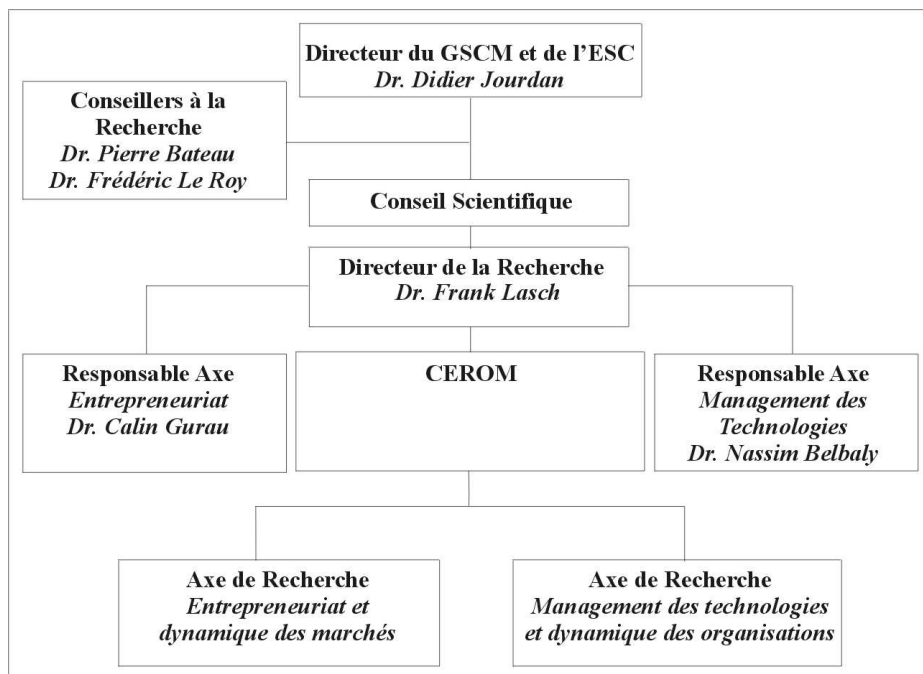 Directeur du GSCM et de l'ESC
Dr. Didier Jourdan
Conseillers à la
Recherche
Dr. Pierre Bateau
Dr. Frédéric Le Roy
Conseil Scientifique
Directeur de la Recherche
Dr. Frank Lasch
Responsable Axe
Entrepreneuriat
Dr. Calin Gurau
CEROM
Responsable Axe
Management des
Technologies
Dr. Nassim Belbaly
Axe de Recherche
Entrepreneuriat et
dynamique des marchés
Axe de Recherche
Management des technologies
et dynamique des organisations